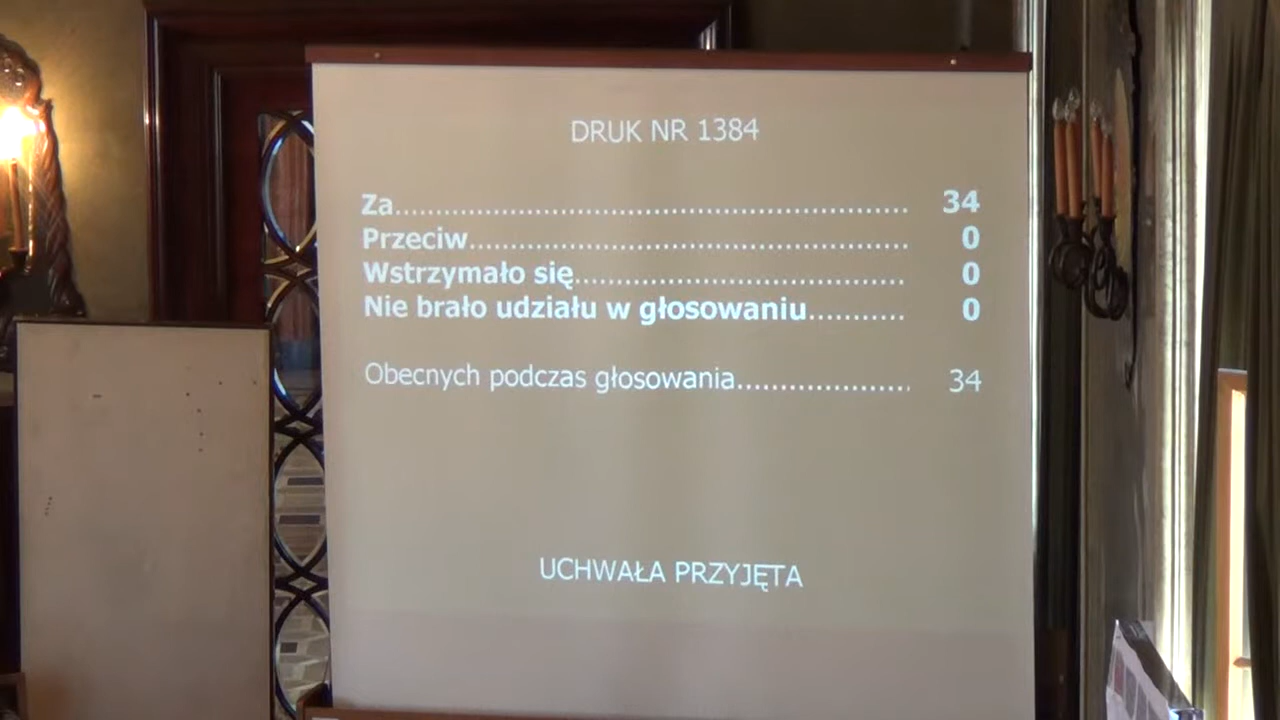 DRUK NR 1384
Za.................................................................. 34
Przeciw......................................................... 0
Wstrzymało się........................................... 0
Nie brało udziału w głosowaniu........... 0
Obecnych podczas głosowania..................... 34
UCHWAŁA PRZYJĘTA